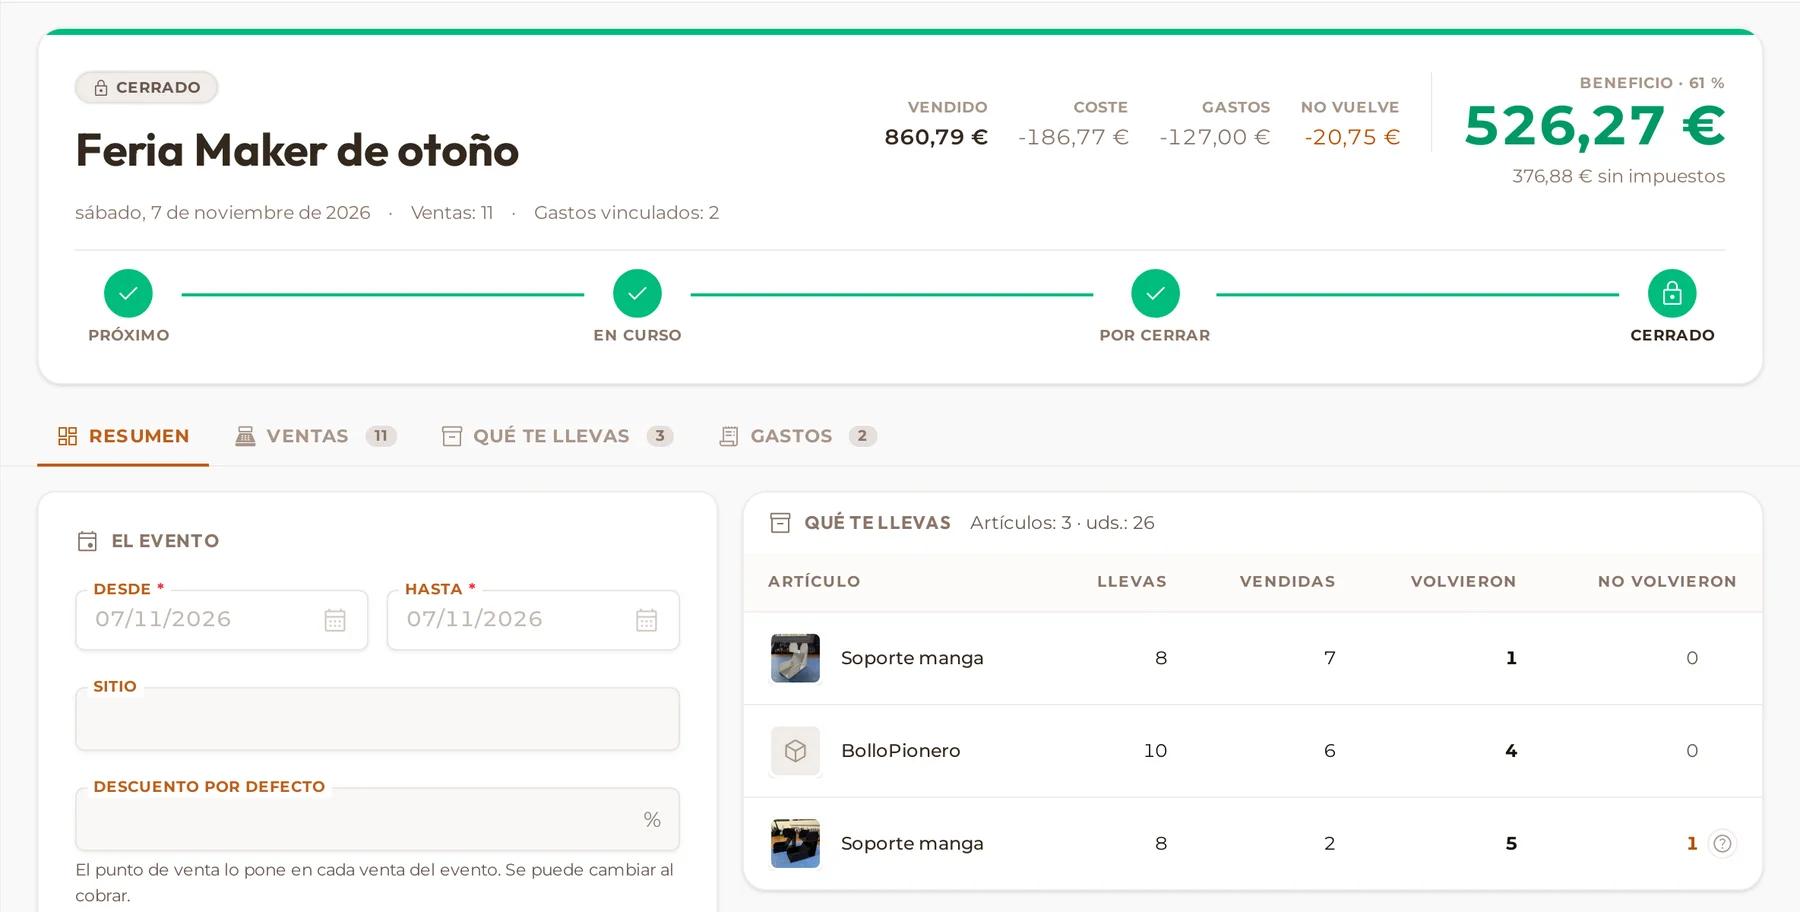 CERRADO
Feria Maker de otoño
sábado, 7 de noviembre de 2026 · Ventas: 11 · Gastos vinculados: 2
VENDIDO COSTE GASTOS NO VUELVE
860,79 € -186,77 € -127,00 € -20,75 €
BENEFICIO · 61 %
526,27 €
376,88 € sin impuestos
PRÓXIMO EN CURSO POR CERRAR CERRADO
RESUMEN VENTAS 11 QUÉ TE LLEVAS 3 GASTOS 2
EL EVENTO
DESDE * HASTA *
07/11/2026 07/11/2026
SITIO
DESCUENTO POR DEFECTO
%
El punto de venta lo pone en cada venta del evento. Se puede cambiar al
cobrar.
QUÉ TE LLEVAS Artículos: 3 · uds.: 26
ARTÍCULO LLEVAS VENDIDAS VOLVIERON NO VOLVIERON
Soporte manga 8 7 1 0
BolloPionero 10 6 4 0
Soporte manga 8 2 5 1 ?